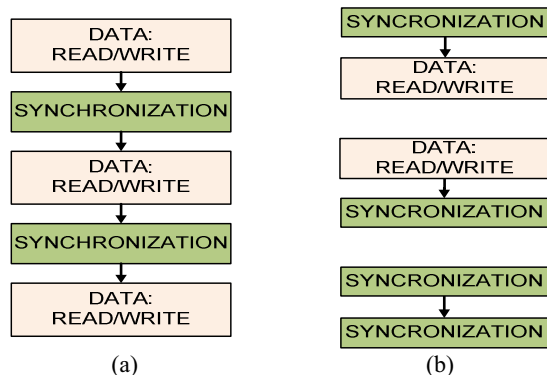 DATA:
READ/WRITE
SYNCHRONIZATION
DATA:
READ/WRITE
SYNCHRONIZATION
DATA:
READ/WRITE
(a)
SYNCRONIZATION
DATA:
READ/WRITE
DATA:
READ/WRITE
SYNCRONIZATION
SYNCRONIZATION
SYNCRONIZATION
(b)